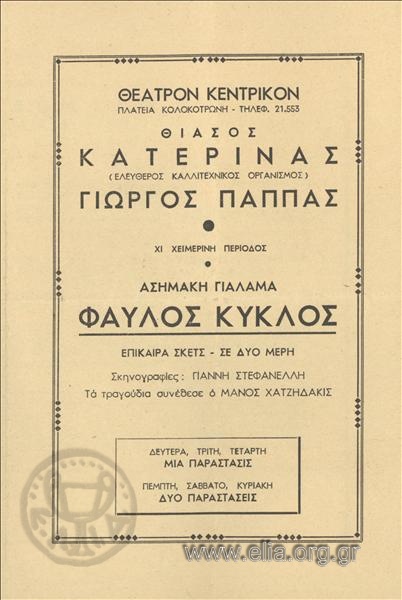 ΘΕΑΤΡΟΝ ΚΕΝΤΡΙΚΟΝ
ΠΛΑΤΕΙΑ ΚΟΛΟΚΟΤΡΩΝΗ - ΤΗΛΕΦ. 21.553
ΘΙΑΣΟΣ
ΚΑΤΕΡΙΝΑΣ
(ΕΛΕΥΘΕΡΟΣ ΚΑΛΛΙΤΕΧΝΙΚΟΣ ΟΡΓΑΝΙΣΜΟΣ)
ΓΙΩΡΓΟΣ ΠΑΠΠΑΣ
ΧΙ ΧΕΙΜΕΡΙΝΗ ΠΕΡΙΟΔΟΣ
ΑΣΗΜΑΚΗ ΓΙΑΛΑΜΑ
ΦΑΥΛΟΣ ΚΥΚΛΟΣ
ΕΠΙΚΑΙΡΑ ΣΚΕΤΣ - ΣΕ ΔΥΟ ΜΕΡΗ
Σκηνογραφίες: ΓΙΑΝΝΗ ΣΤΕΦΑΝΕΛΛΗ
Τὰ τραγούδια συνέθεσε ὁ ΜΑΝΟΣ ΧΑΤΖΗΔΑΚΙΣ
ΔΕΥΤΕΡΑ, ΤΡΙΤΗ, ΤΕΤΑΡΤΗ
ΜΙΑ ΠΑΡΑΣΤΑΣΙΣ
ΠΕΜΠΤΗ, ΣΑΒΒΑΤΟ, ΚΥΡΙΑΚΗ
ΔΥΟ ΠΑΡΑΣΤΑΣΕΙΣ
www.elia.org.gr